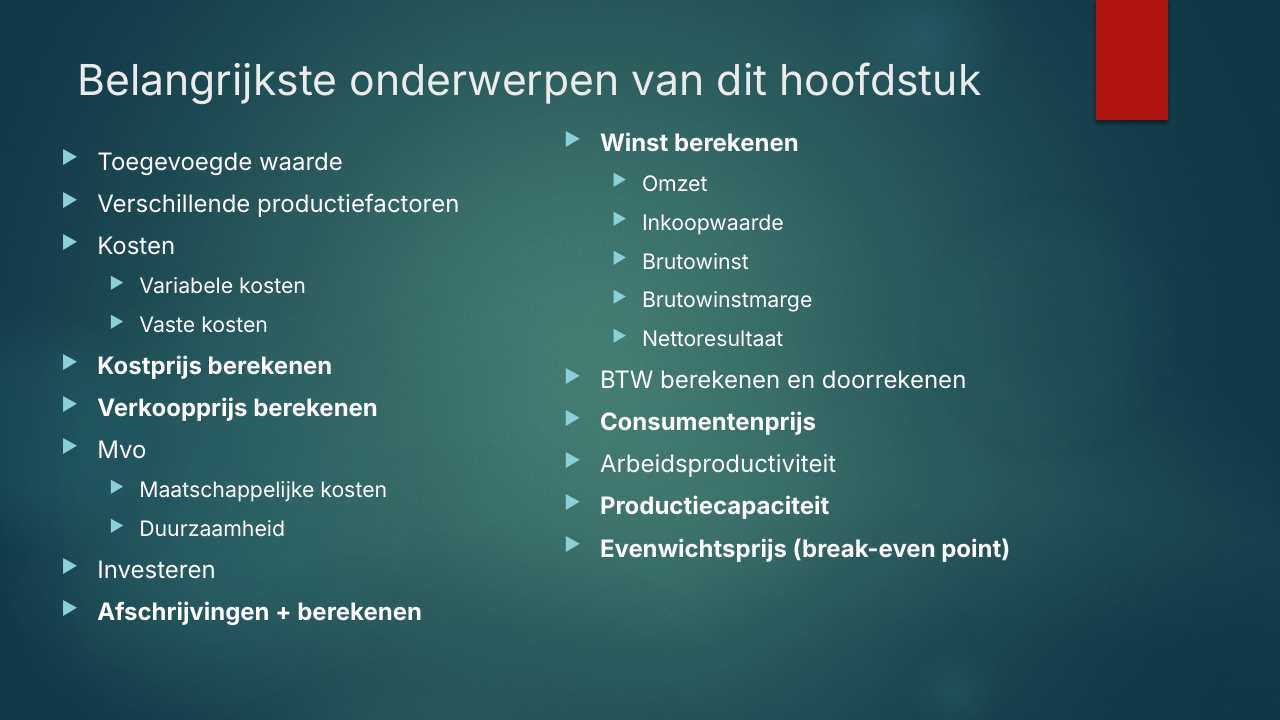 Belangrijkste onderwerpen van dit hoofdstuk
Toegevoegde waarde
Verschillende productiefactoren
Kosten
Variabele kosten
Vaste kosten
Kostprijs berekenen
Verkoopprijs berekenen
Mvo
Maatschappelijke kosten
Duurzaamheid
Investeren
Afschrijvingen + berekenen
Winst berekenen
Omzet
Inkoopwaarde
Brutowinst
Brutowinstmarge
Nettoresultaat
BTW berekenen en doorrekenen
Consumentenprijs
Arbeidsproductiviteit
Productiecapaciteit
Evenwichtsprijs (break-even point)